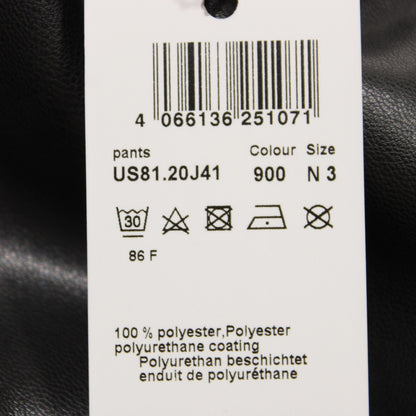 4 066136 251071
pants Colour Size
US81.20J41 900 N 3
30
86 F
100 % polyester,Polyester
polyurethane coating
Polyurethan beschichtet
enduit de polyuréthane